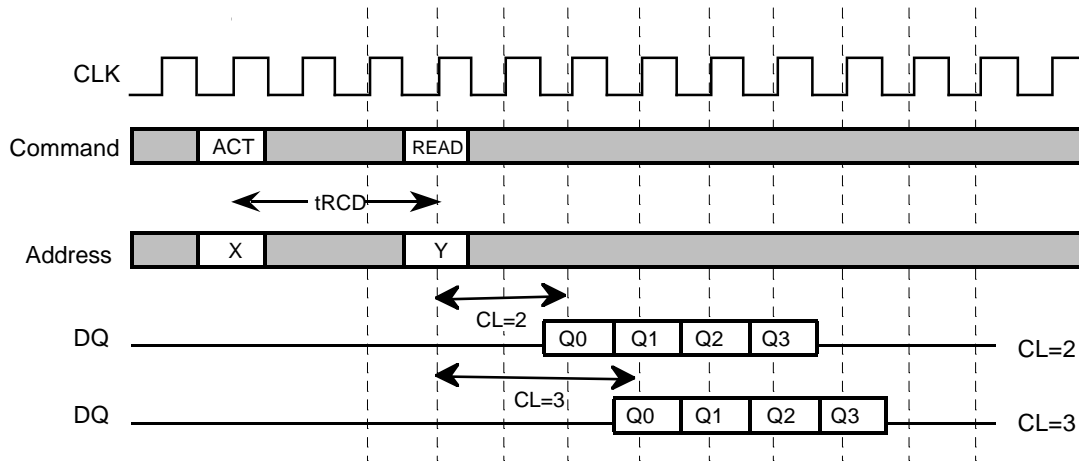 CLK
Command ACT READ
tRCD
Address X Y
CL=2
DQ Q0 Q1 Q2 Q3 CL=2
CL=3
DQ Q0 Q1 Q2 Q3 CL=3